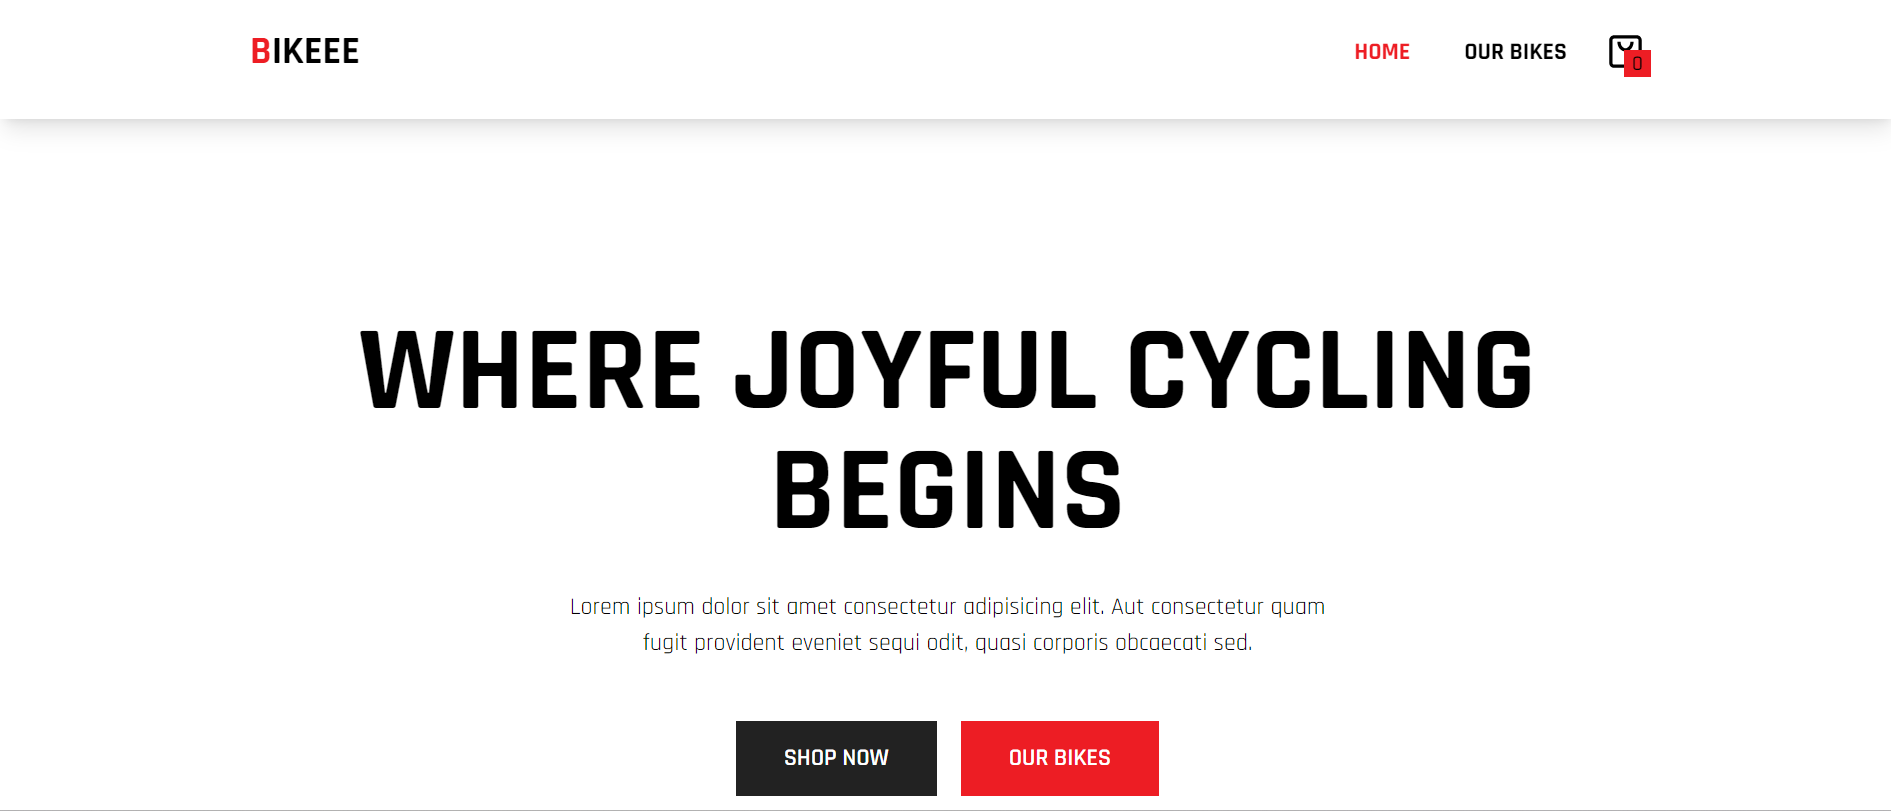 BIKEEE
HOME
OUR BIKES
0
WHERE JOYFUL CYCLING
BEGINS
Lorem ipsum dolor sit amet consectetur adipisicing elit. Aut consectetur quam
fugit provident eveniet sequi odit, quasi corporis obcaecati sed.
SHOP NOW
OUR BIKES